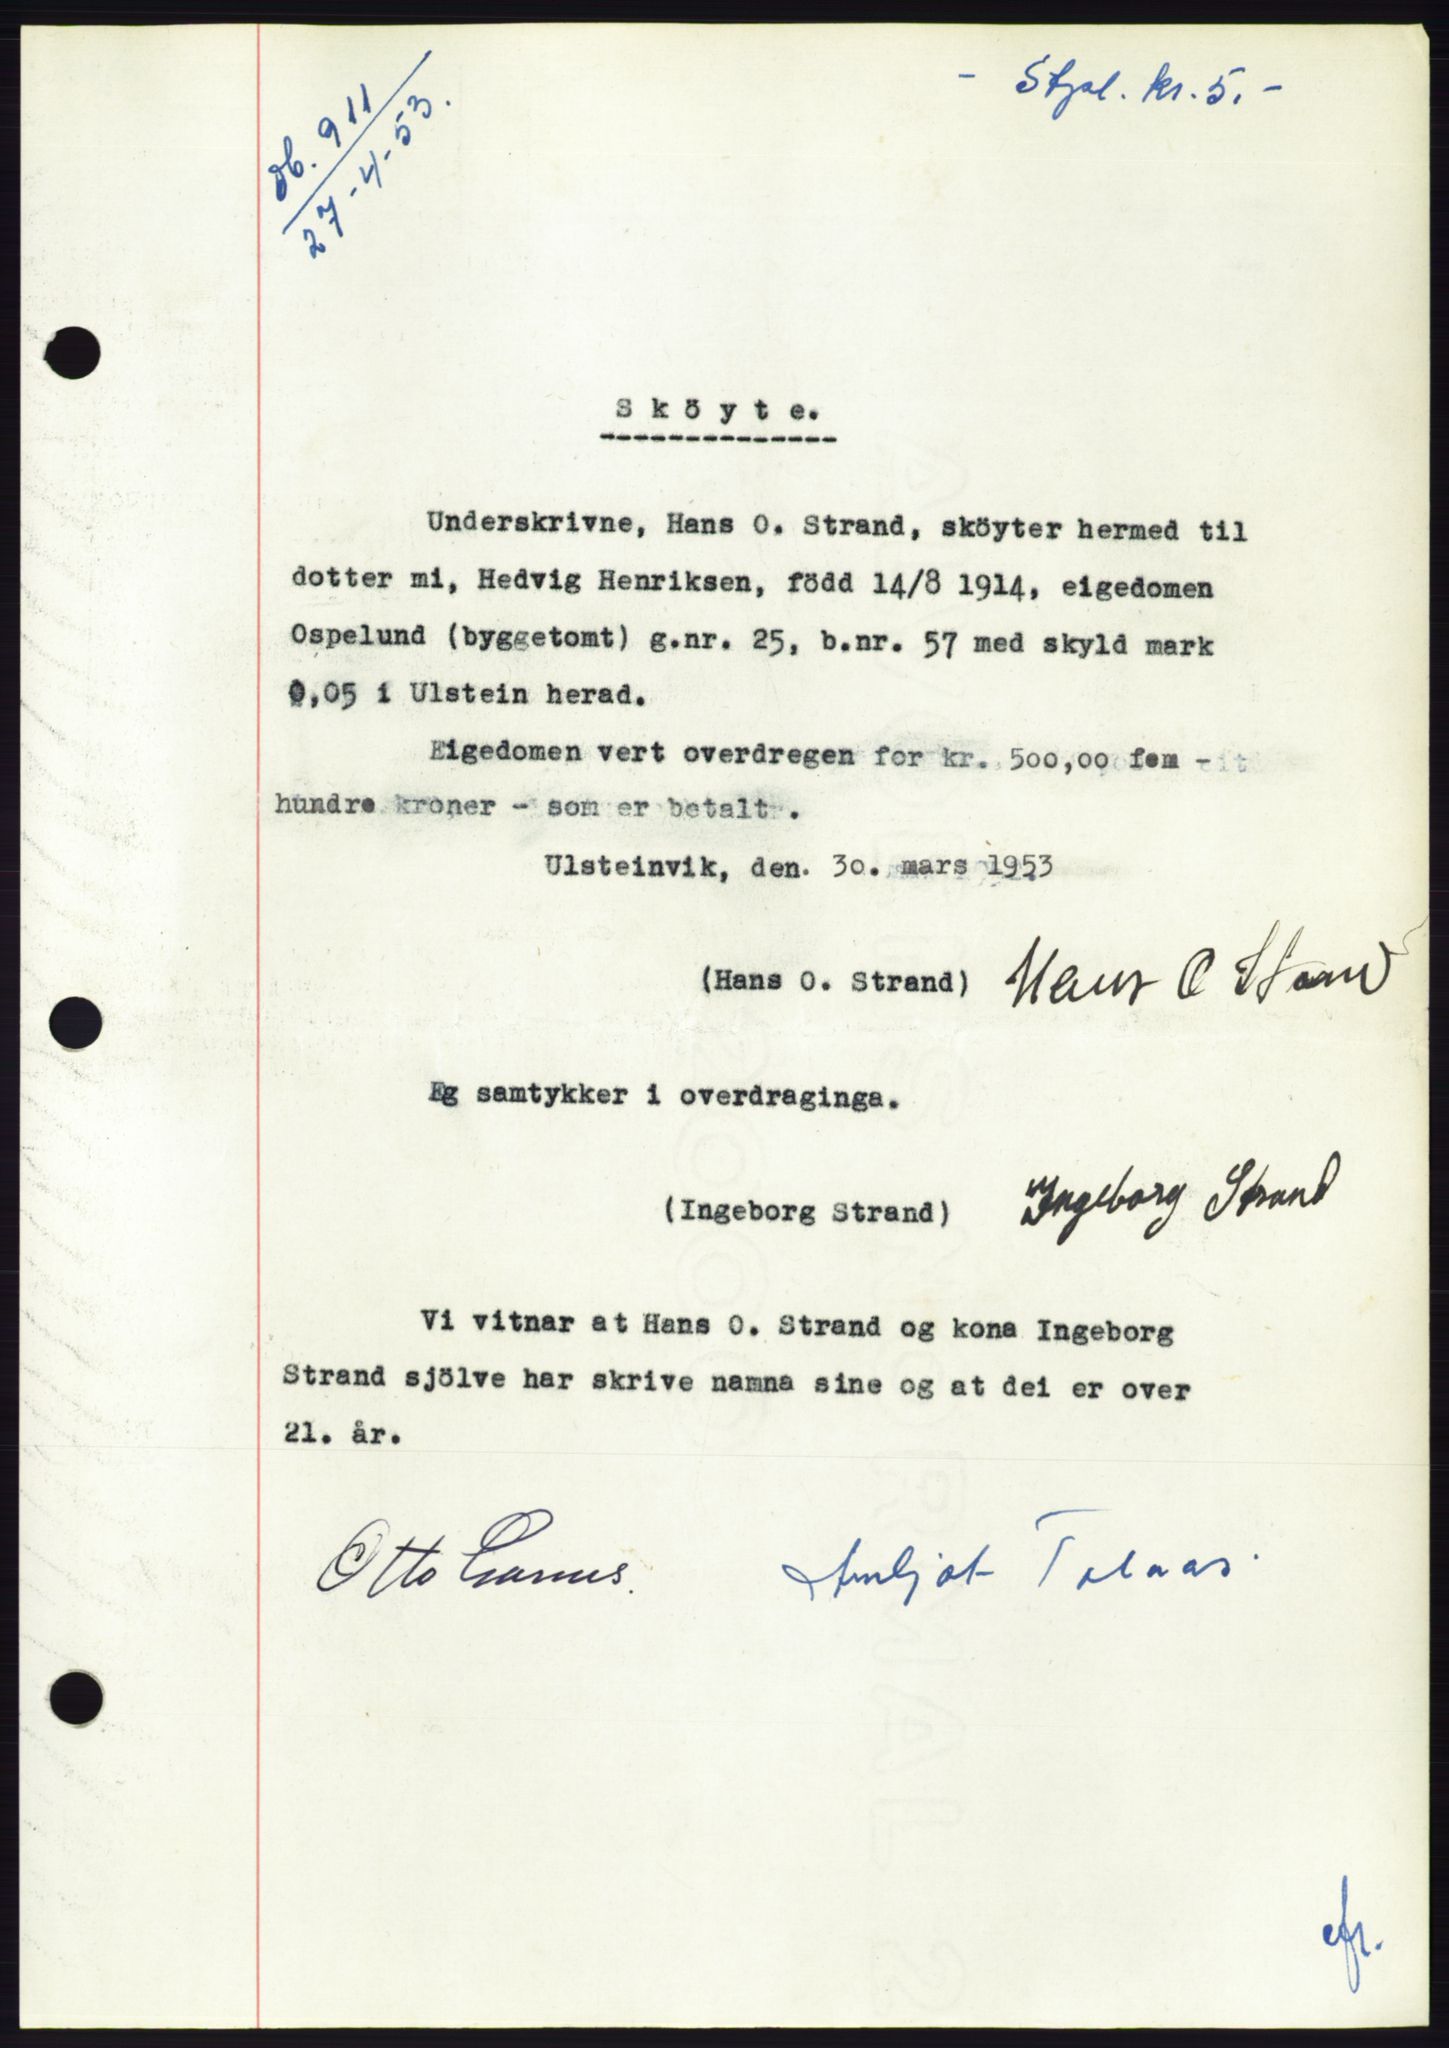 - Stpl. kr. 5. -
db. 911
27-4-53.
Sköyte.
--------------
Underskrivne, Hans O. Strand, sköyter hermed til
dotter mi, Hedvig Henriksen, född 14/8 1914, eigedomen
Ospelund (byggetomt) g.nr. 25, b.nr. 57 med skyld mark
0,05 i Ulstein herad.
Eigedomen vert overdregen for kr. 500,00 fem -
hundre kroner - som er betalt .
Ulsteinvik, den. 30. mars 1953
(Hans O. Strand) Hans O Strand
Eg samtykker i overdraginga.
(Ingeborg Strand) Ingeborg Strand
Vi vitnar at Hans O. Strand og kona Ingeborg
Strand sjölve har skrive namna sine og at dei er over
21. år.
Otto Arnljot